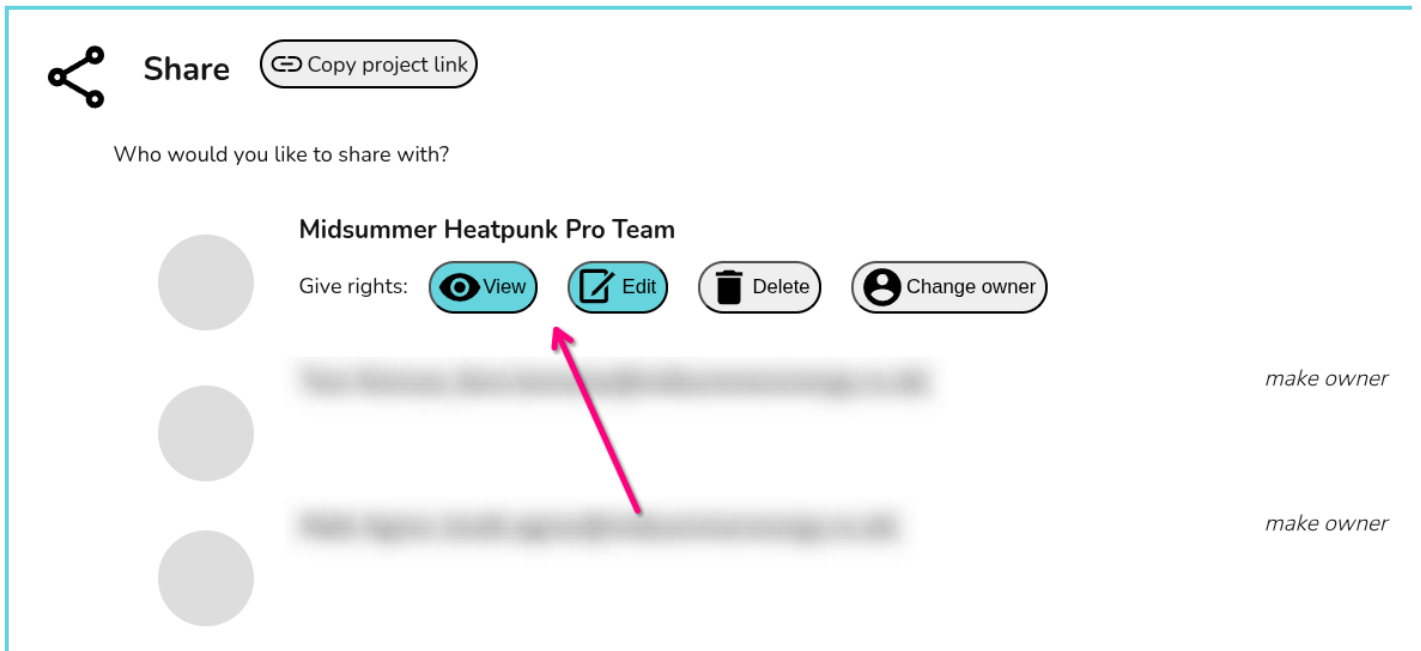 Share Copy project link
Who would you like to share with?
Midsummer Heatpunk Pro Team
Give rights: View Edit Delete Change owner
make owner
make owner